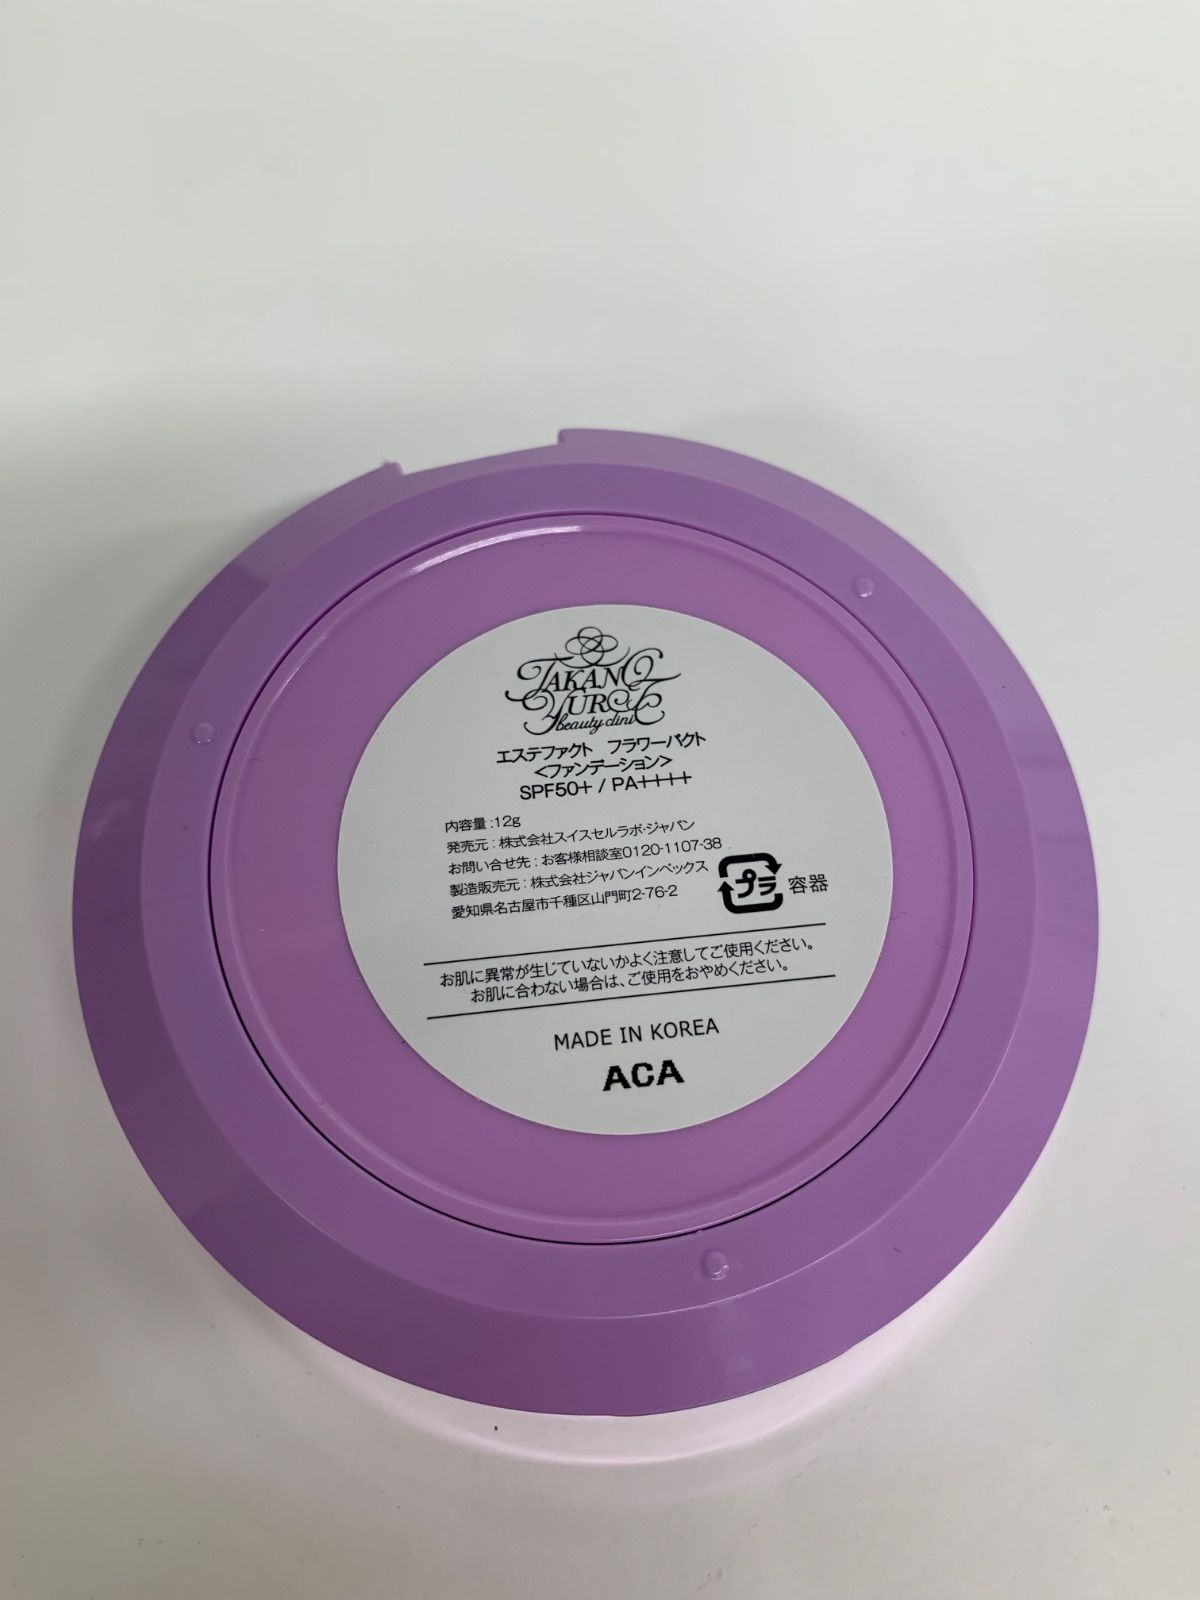 TAKANO
YURI
beauty clinic
エステファクト フラワーパクト
<ファンデーション>
SPF50+ / PA++++
内容量:12g
発売元:株式会社スイスセルラボ・ジャパン
お問い合せ先:お客様相談室0120-1107-38
製造販売元:株式会社ジャパンインベックス
愛知県名古屋市千種区山門町2-76-2
プラ 容器
お肌に異常が生じていないかよく注意してご使用ください。
お肌に合わない場合は、ご使用をおやめください。
MADE IN KOREA
ACA